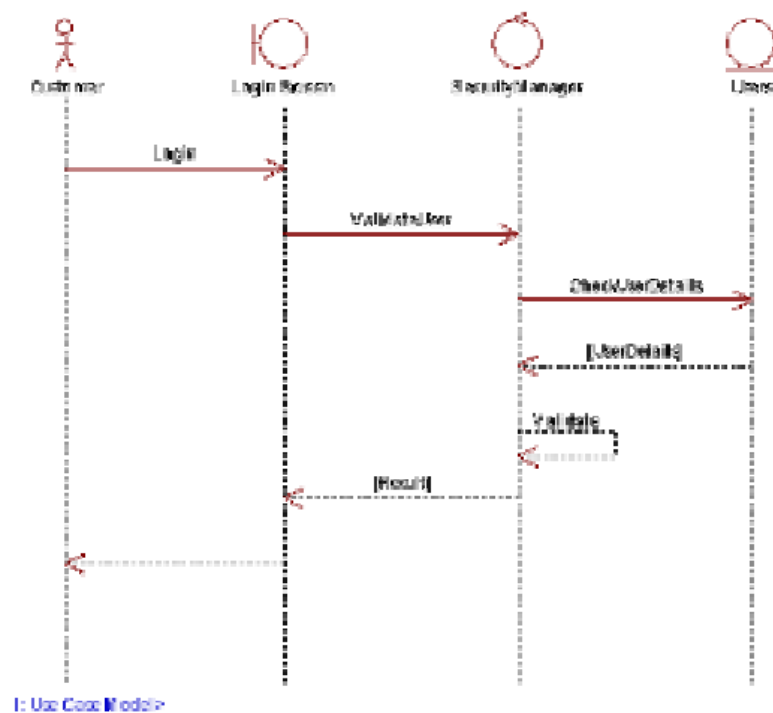 Customer
Login Screen
SecurityManager
Users
Login
ValidateUser
CheckUserDetails
[UserDetails]
Validate
[Result]
: Use Case Model>